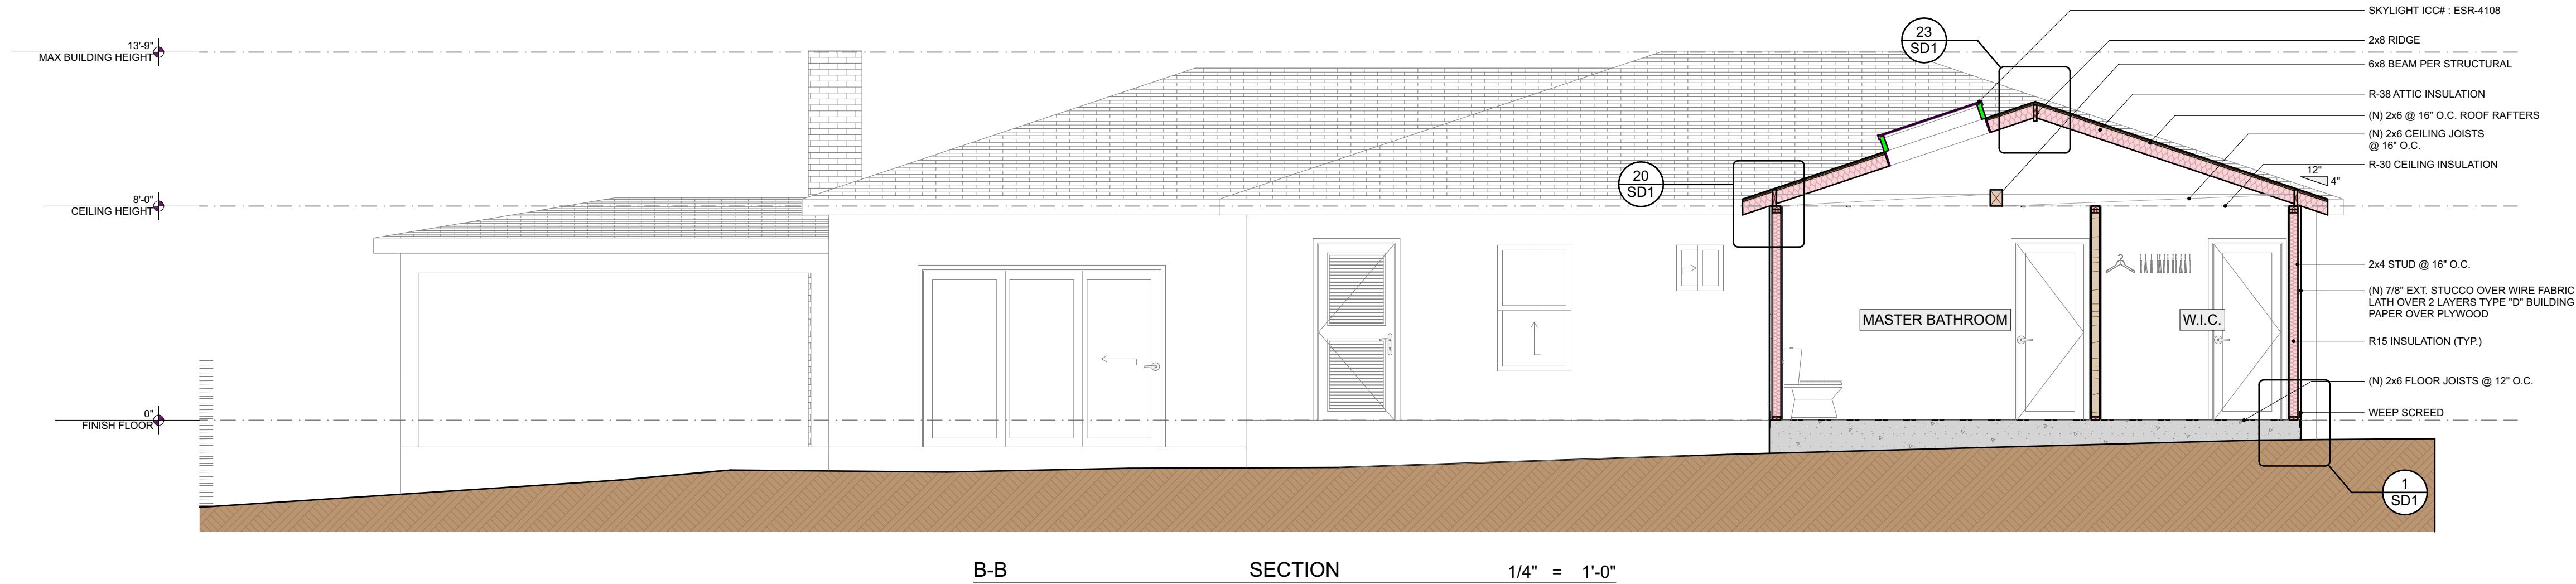 SKYLIGHT ICC# : ESR-4108
23
SD1
2x8 RIDGE
13'-9"
MAX BUILDING HEIGHT
6x8 BEAM PER STRUCTURAL
R-38 ATTIC INSULATION
(N) 2x6 @ 16" O.C. ROOF RAFTERS
(N) 2x6 CEILING JOISTS
@ 16" O.C.
R-30 CEILING INSULATION
12"
4"
20
SD1
8'-0"
CEILING HEIGHT
2x4 STUD @ 16" O.C.
(N) 7/8" EXT. STUCCO OVER WIRE FABRIC
LATH OVER 2 LAYERS TYPE "D" BUILDING
PAPER OVER PLYWOOD
MASTER BATHROOM
W.I.C.
R15 INSULATION (TYP.)
(N) 2x6 FLOOR JOISTS @ 12" O.C.
WEEP SCREED
0"
FINISH FLOOR
1
SD1
B-B SECTION 1/4" = 1'-0"